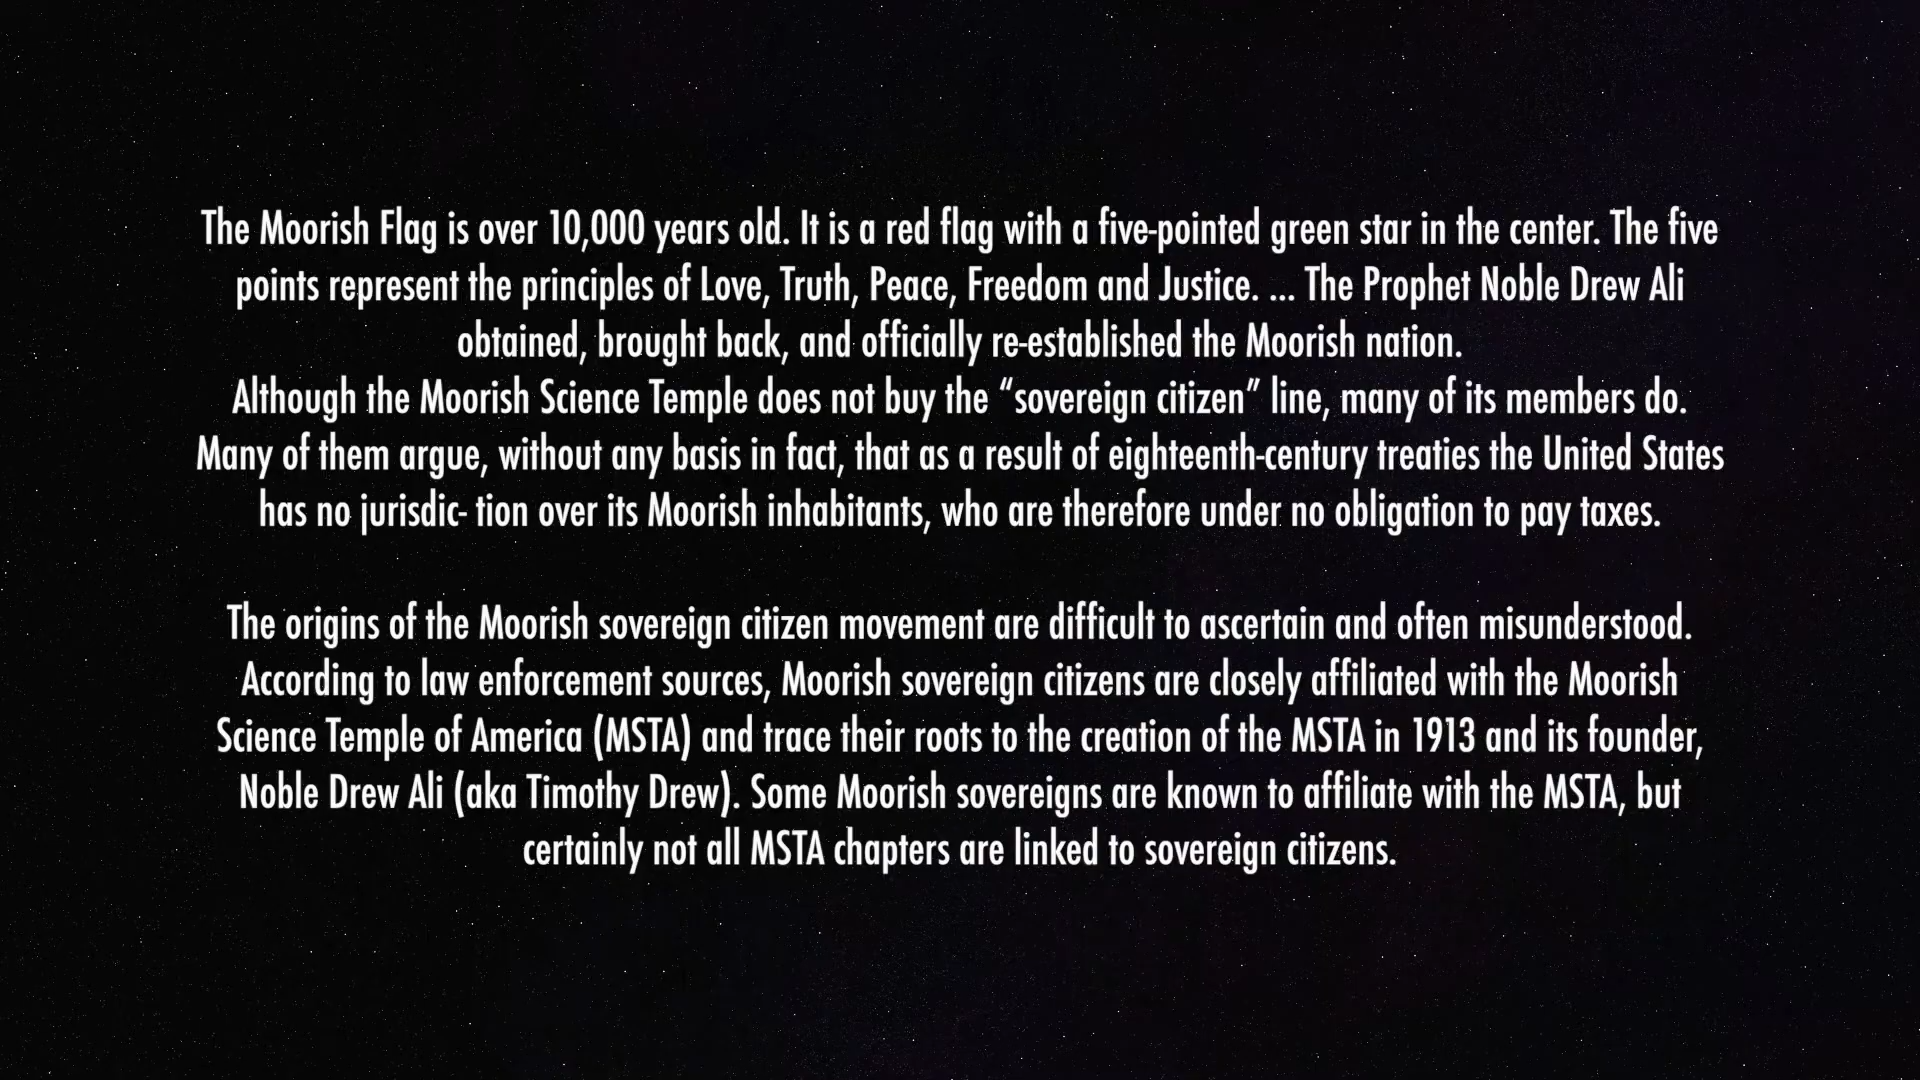 The Moorish Flag is over 10,000 years old. It is a red flag with a five-pointed green star in the center. The five
points represent the principles of Love, Truth, Peace, Freedom and Justice. ... The Prophet Noble Drew Ali
obtained, brought back, and officially re-established the Moorish nation.
Although the Moorish Science Temple does not buy the “sovereign citizen” line, many of its members do.
Many of them argue, without any basis in fact, that as a result of eighteenth-century treaties the United States
has no jurisdic- tion over its Moorish inhabitants, who are therefore under no obligation to pay taxes.
The origins of the Moorish sovereign citizen movement are difficult to ascertain and often misunderstood.
According to law enforcement sources, Moorish sovereign citizens are closely affiliated with the Moorish
Science Temple of America (MSTA) and trace their roots to the creation of the MSTA in 1913 and its founder,
Noble Drew Ali (aka Timothy Drew). Some Moorish sovereigns are known to affiliate with the MSTA, but
certainly not all MSTA chapters are linked to sovereign citizens.